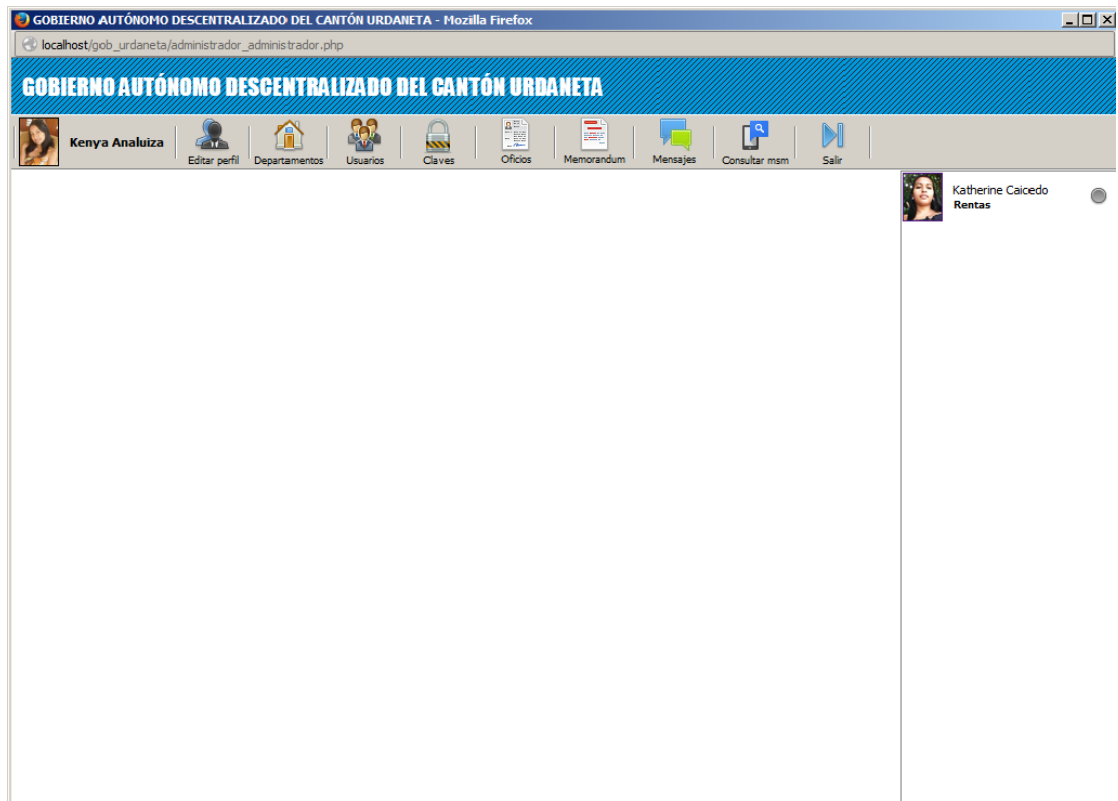 GOBIERNO AUTÓNOMO DESCENTRALIZADO DEL CANTÓN URDANETA - Mozilla Firefox
localhost/gob_urdaneta/administrador_administrador.php
GOBIERNO AUTÓNOMO DESCENTRALIZADO DEL CANTÓN URDANETA
Kenya Analuiza
Editar perfil
Departamentos
Usuarios
Claves
Oficios
Memorandum
Mensajes
Consultar msm
Salir
Katherine Caicedo
Rentas